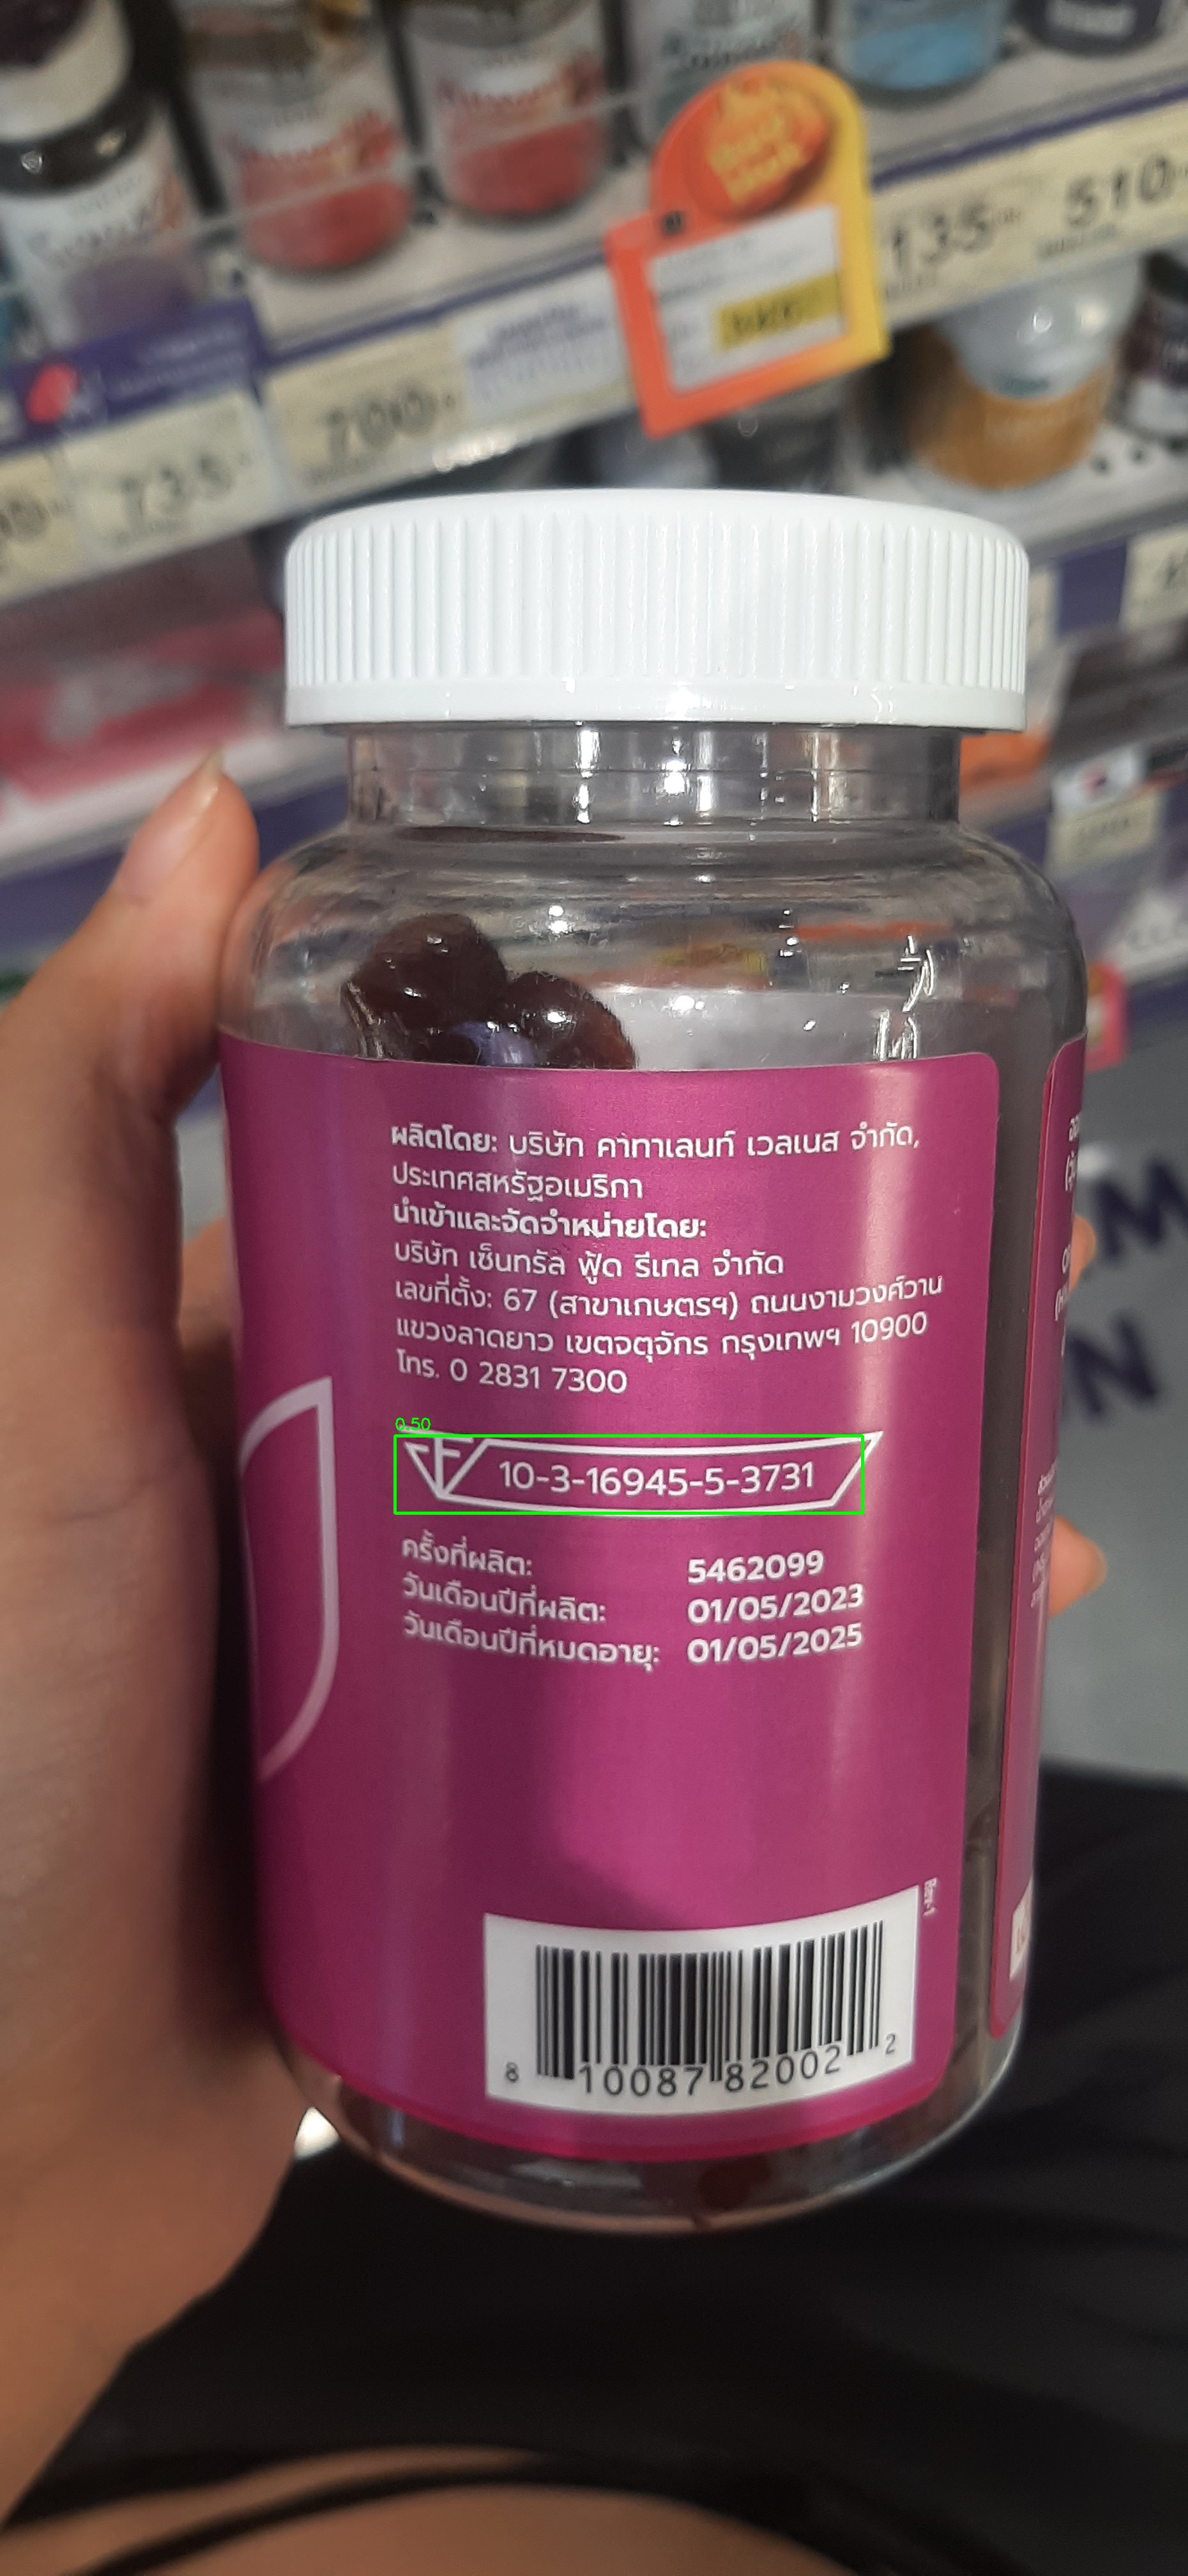 510
135
700
735
ผลิตโดย: บริษัท คาทาเลนท์ เวลเนส จำกัด,
ประเทศสหรัฐอเมริกา
นำเข้าและจัดจำหน่ายโดย:
บริษัท เซ็นทรัล ฟู้ด รีเทล จำกัด
เลขที่ตั้ง: 67 (สาขาเกษตรฯ) ถนนงามวงศ์วาน
แขวงลาดยาว เขตจตุจักร กรุงเทพฯ 10900
โทร. 0 2831 7300
0.50
10-3-16945-5-3731
ครั้งที่ผลิต: 5462099
วันเดือนปีที่ผลิต: 01/05/2023
วันเดือนปีที่หมดอายุ: 01/05/2025
8 10087 82002 2